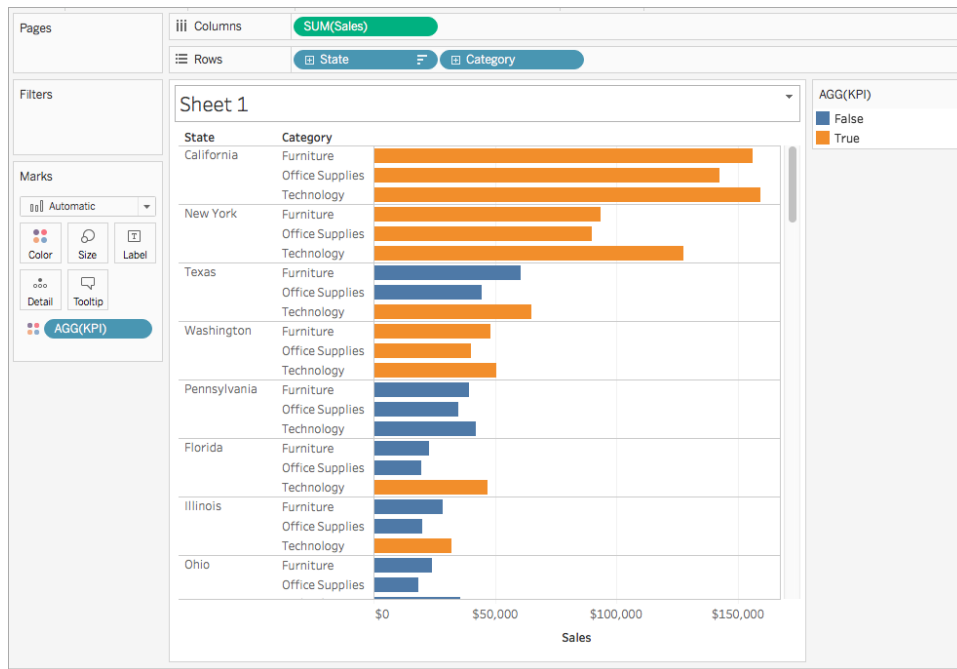 Pages
Columns
SUM(Sales)
Rows
State
Category
Filters
Marks
Automatic
Color
Size
Label
Detail
Tooltip
AGG(KPI)
Sheet 1
State Category
California Furniture
Office Supplies
Technology
New York Furniture
Office Supplies
Technology
Texas Furniture
Office Supplies
Technology
Washington Furniture
Office Supplies
Technology
Pennsylvania Furniture
Office Supplies
Technology
Florida Furniture
Office Supplies
Technology
Illinois Furniture
Office Supplies
Technology
Ohio Furniture
Office Supplies
$0 $50,000 $100,000 $150,000
Sales
AGG(KPI)
False
True